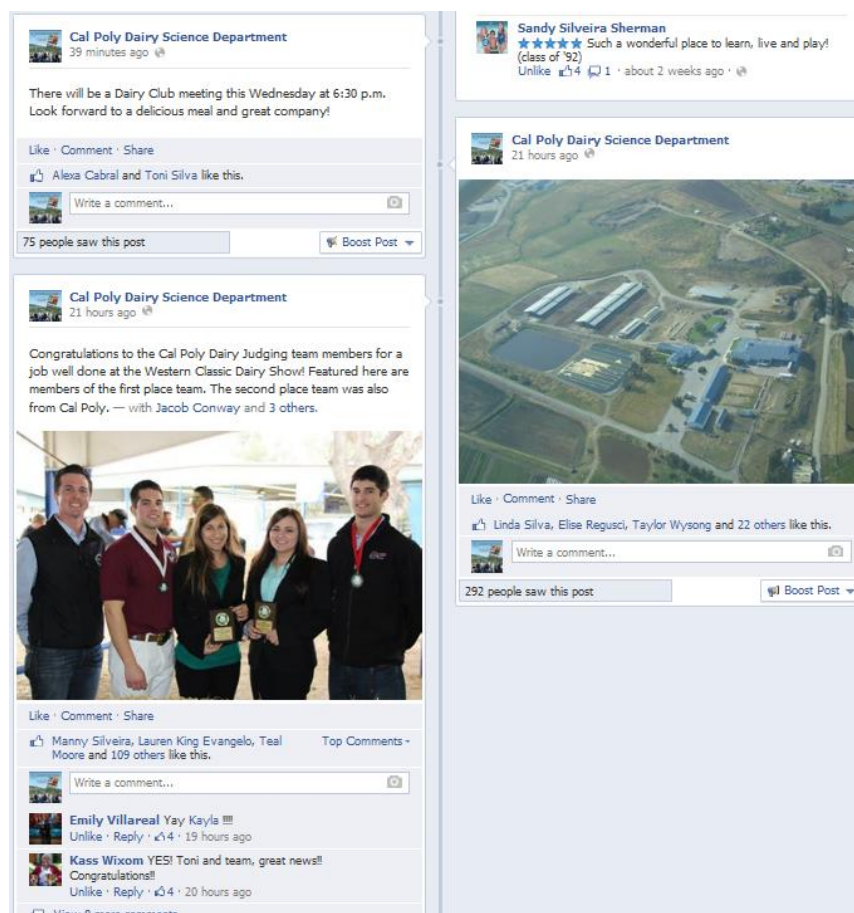 Cal Poly Dairy Science Department
39 minutes ago
There will be a Dairy Club meeting this Wednesday at 6:30 p.m.
Look forward to a delicious meal and great company!
Like · Comment · Share
Alexa Cabral and Toni Silva like this.
Write a comment...
75 people saw this post
Boost Post
Cal Poly Dairy Science Department
21 hours ago
Congratulations to the Cal Poly Dairy Judging team members for a
job well done at the Western Classic Dairy Show! Featured here are
members of the first place team. The second place team was also
from Cal Poly. — with Jacob Conway and 3 others.
Like · Comment · Share
Manny Silveira, Lauren King Evangelo, Teal
Moore and 109 others like this.
Top Comments
Write a comment...
Emily Villareal Yay Kayla !!!!
Unlike · Reply · 4 · 19 hours ago
Kass Wixom YES! Toni and team, great news!!
Congratulations!!
Unlike · Reply · 4 · 20 hours ago
Sandy Silveira Sherman
★★★★★ Such a wonderful place to learn, live and play!
(class of '92)
Unlike 4 1 · about 2 weeks ago ·
Cal Poly Dairy Science Department
21 hours ago
Like · Comment · Share
Linda Silva, Elise Regusci, Taylor Wysong and 22 others like this.
Write a comment...
292 people saw this post
Boost Post